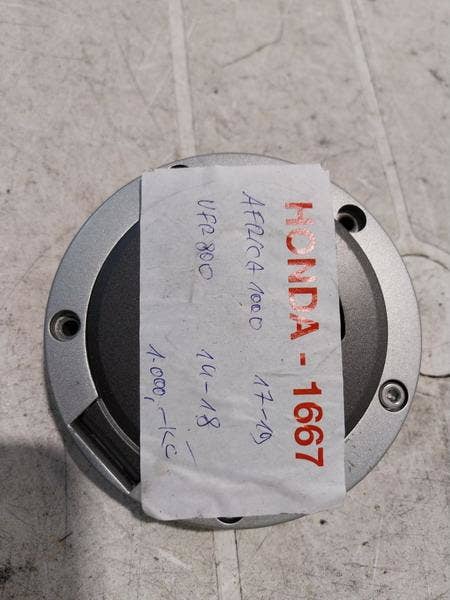 HONDA - 1667
AFRICA 1000 17-19
VFR 800 14-18
1.000,-Kč